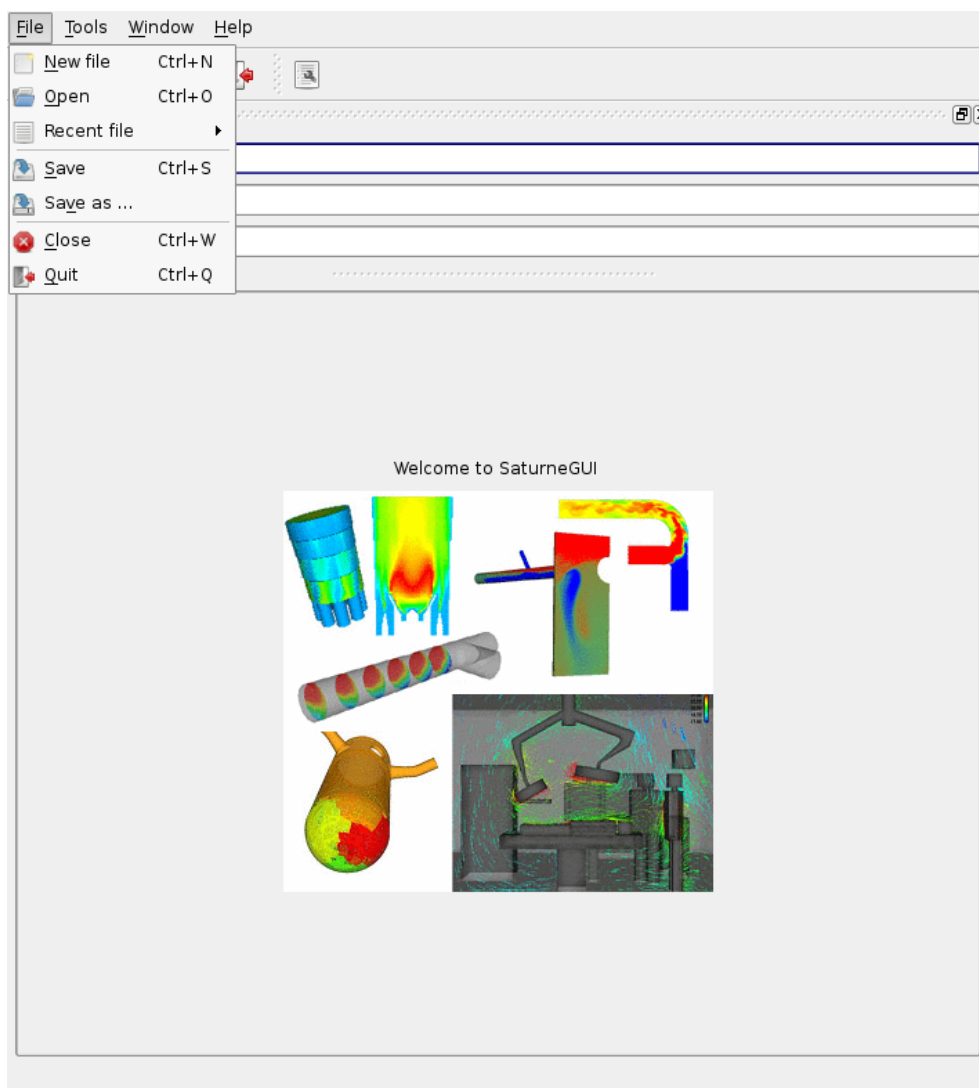 File Tools Window Help
New file Ctrl+N
Open Ctrl+O
Recent file
Save Ctrl+S
Save as ...
Close Ctrl+W
Quit Ctrl+Q
Welcome to SaturneGUI